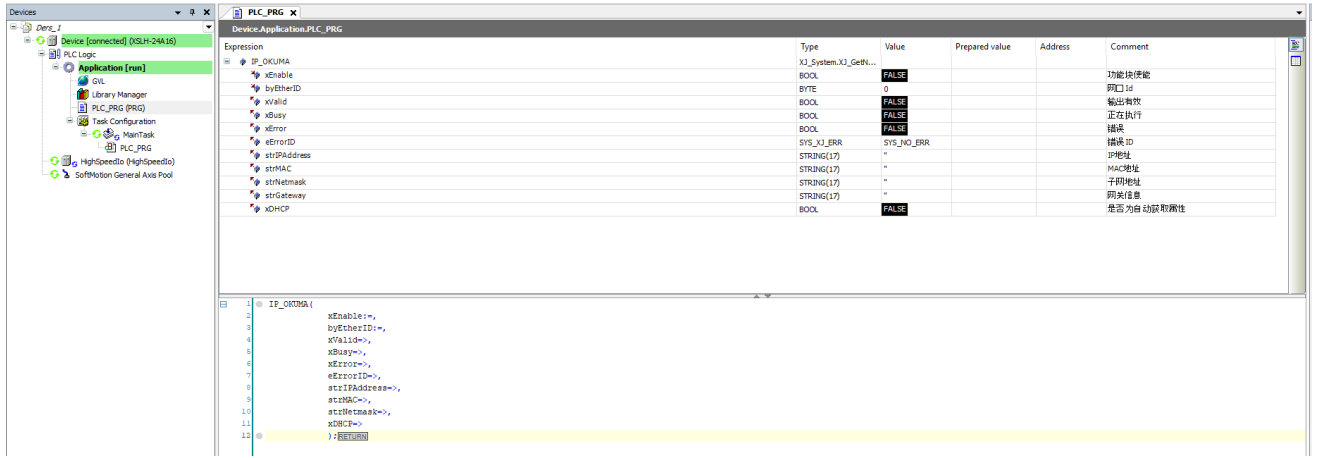 Devices
Ders_1
Device [connected] (XSLH-24A16)
PLC Logic
Application [run]
GVL
Library Manager
PLC_PRG (PRG)
Task Configuration
MainTask
PLC_PRG
HighSpeedIo (HighSpeedIo)
SoftMotion General Axis Pool
PLC_PRG
Device.Application.PLC_PRG
Expression Type Value Prepared value Address Comment
IP_OKUMA XJ_System.XJ_GetN...
xEnable BOOL FALSE 功能块使能
byEtherID BYTE 0 网口 Id
xValid BOOL FALSE 输出有效
xBusy BOOL FALSE 正在执行
xError BOOL FALSE 错误
eErrorID SYS_XJ_ERR SYS_NO_ERR 错误 ID
strIPAddress STRING(17) '' IP地址
strMAC STRING(17) '' MAC地址
strNetmask STRING(17) '' 子网地址
strGateway STRING(17) '' 网关信息
xDHCP BOOL FALSE 是否为自动获取属性
1 IP_OKUMA(
2 xEnable:=,
3 byEtherID:=,
4 xValid=>,
5 xBusy=>,
6 xError=>,
7 eErrorID=>,
8 strIPAddress=>,
9 strMAC=>,
10 strNetmask=>,
11 xDHCP=>
12 );RETURN